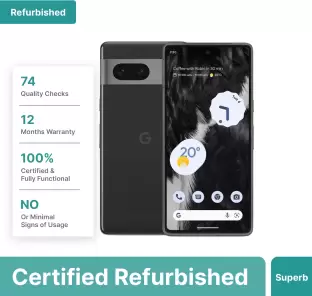 Refurbished
74
Quality Checks
12
Months Warranty
100%
Certified &
Fully Functional
NO
Or Minimal
Signs of Usage
20°
G
Certified Refurbished
Superb